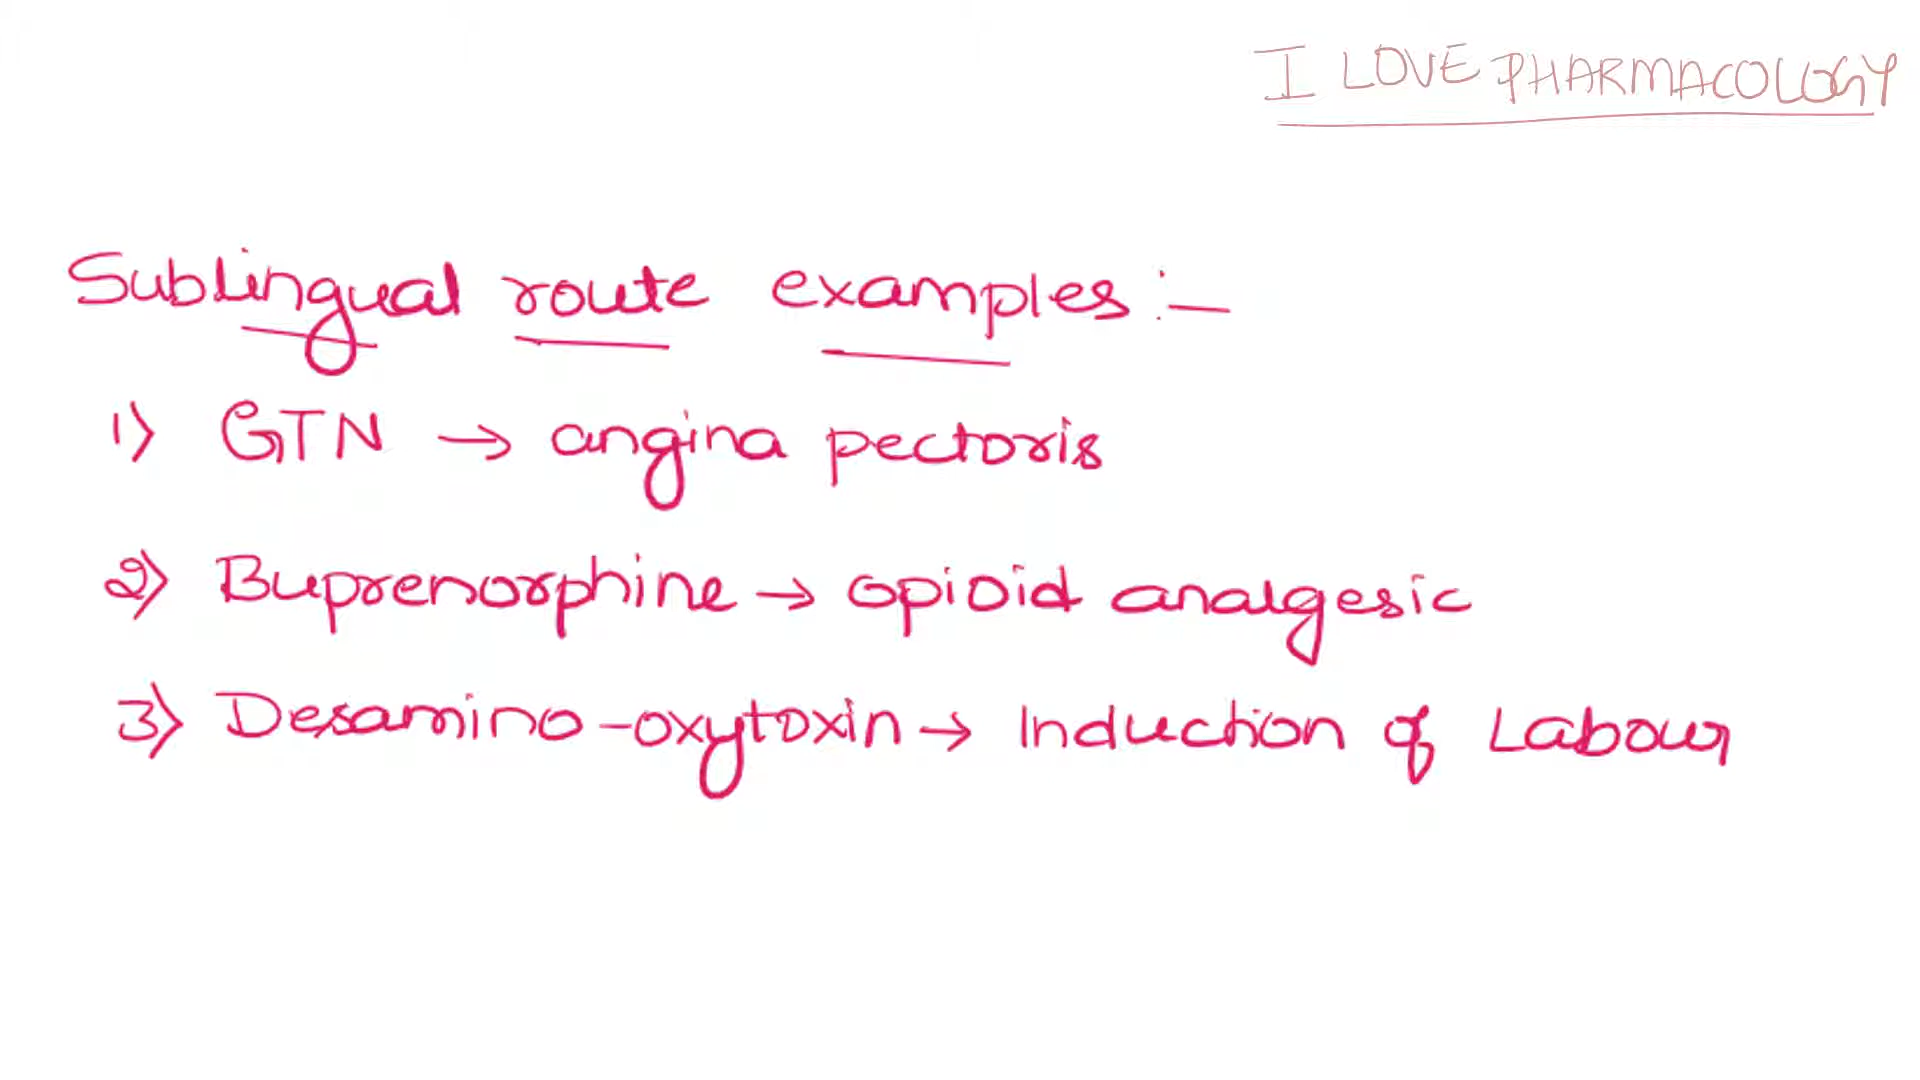 I LOVE PHARMACOLOGY
Sublingual route examples :-
1) GTN → angina pectoris
2) Buprenorphine → opioid analgesic
3) Desamino-oxytoxin → Induction of Labour